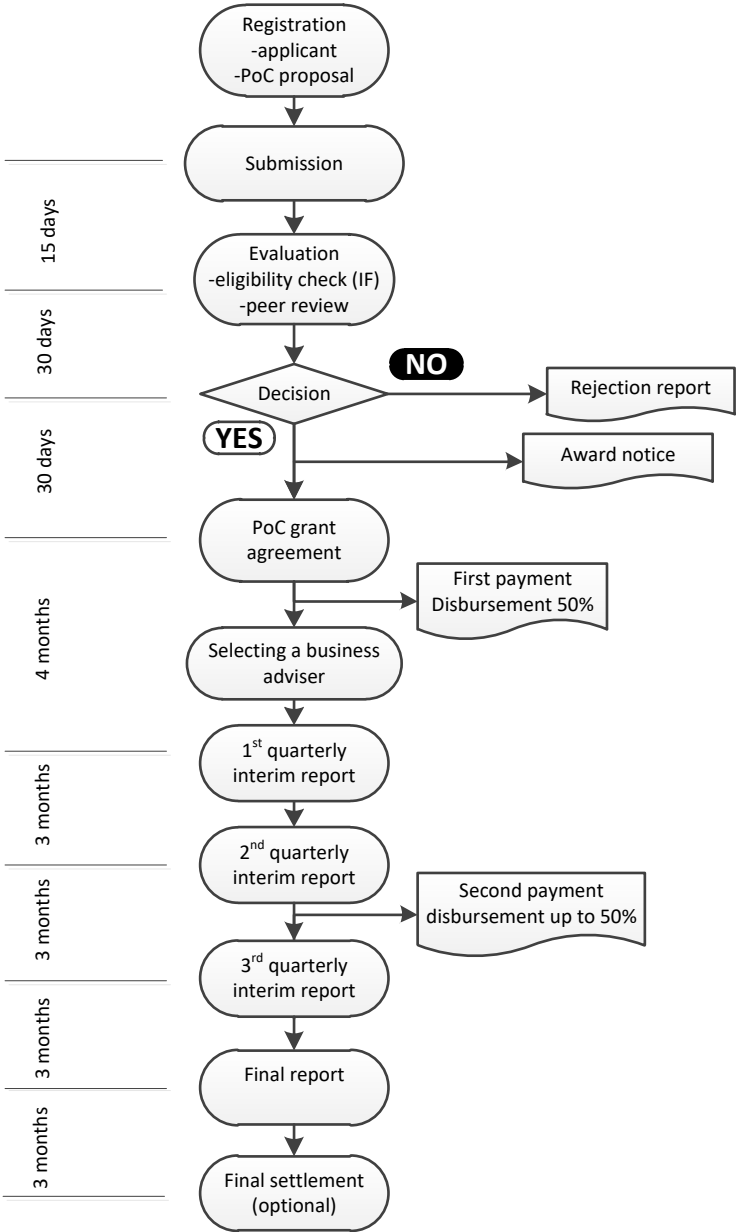 Registration
-applicant
-PoC proposal
Submission
15 days
Evaluation
-eligibility check (IF)
-peer review
30 days
Decision
NO
Rejection report
YES
30 days
Award notice
PoC grant
agreement
First payment
Disbursement 50%
4 months
Selecting a business
adviser
1st quarterly
interim report
3 months
2nd quarterly
interim report
Second payment
disbursement up to 50%
3 months
3rd quarterly
interim report
3 months
Final report
3 months
Final settlement
(optional)